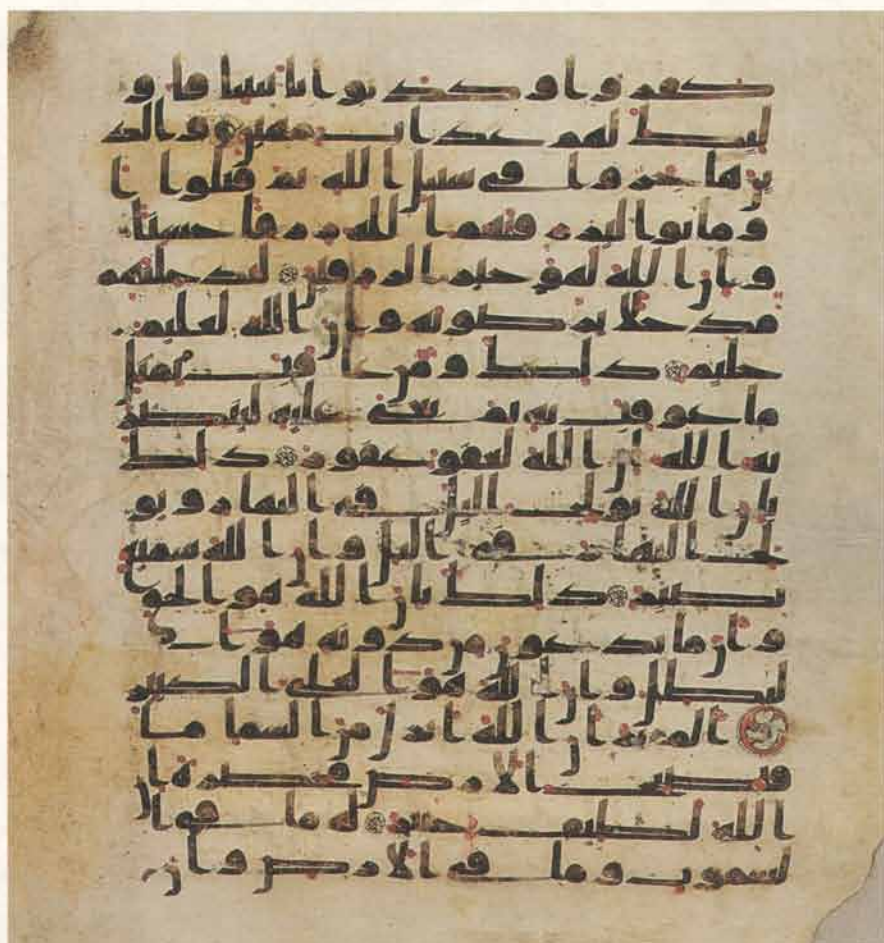 كفروا وكذبوا بايتنا فاو
ليك لهم عذاب مهين والذ
ين هاجروا في سبيل الله ثم قتلوا ا
و ماتوا ليرزقنهم الله رزقا حسنا
وان الله لهو خير الرزقين ليدخلنهم
مدخلا يرضونه وان الله لعليم
حليم ذلك ومن عاقب بمثل
ما عوقب به ثم بغي عليه لينصر
نه الله ان الله لعفو غفور ذلك
بان الله يولج اليل في النهار ويو
لج النهار في اليل وان الله سميع
بصير ذلك بان الله هو الحق
وان ما يدعون من دونه هو ا
لبطل وان الله هو العلي الكبير
الم تر ان الله انزل من السما ما
فتصبح الارض مخضرة ان
الله لطيف خبير له ما في ا
لسموت وما في الارض وان